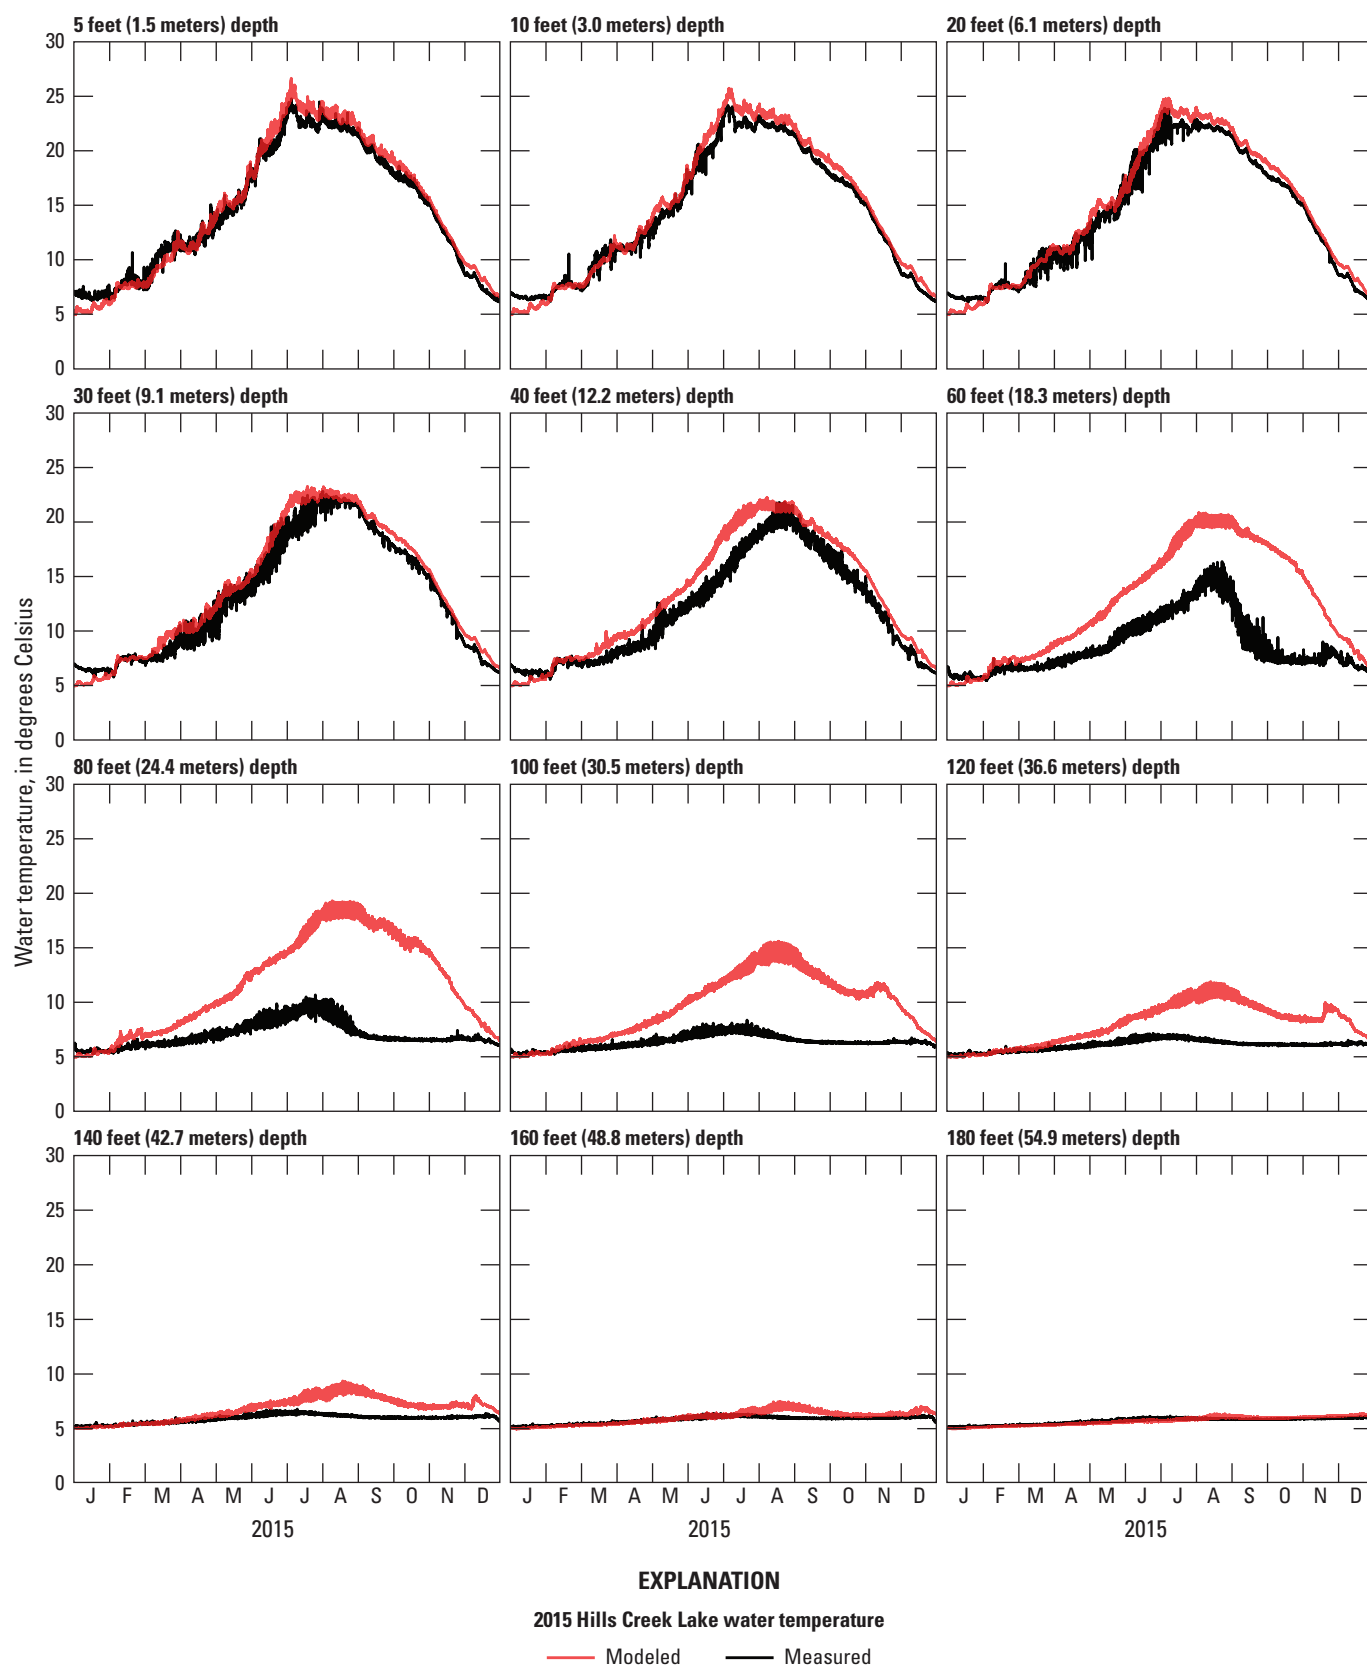 5 feet (1.5 meters) depth
10 feet (3.0 meters) depth
20 feet (6.1 meters) depth
30
25
20
15
10
5
0
30 feet (9.1 meters) depth
40 feet (12.2 meters) depth
60 feet (18.3 meters) depth
30
25
20
15
10
5
0
Water temperature, in degrees Celsius
80 feet (24.4 meters) depth
100 feet (30.5 meters) depth
120 feet (36.6 meters) depth
30
25
20
15
10
5
0
140 feet (42.7 meters) depth
160 feet (48.8 meters) depth
180 feet (54.9 meters) depth
30
25
20
15
10
5
0
J F M A M J J A S O N D
J F M A M J J A S O N D
J F M A M J J A S O N D
2015
2015
2015
EXPLANATION
2015 Hills Creek Lake water temperature
Modeled
Measured